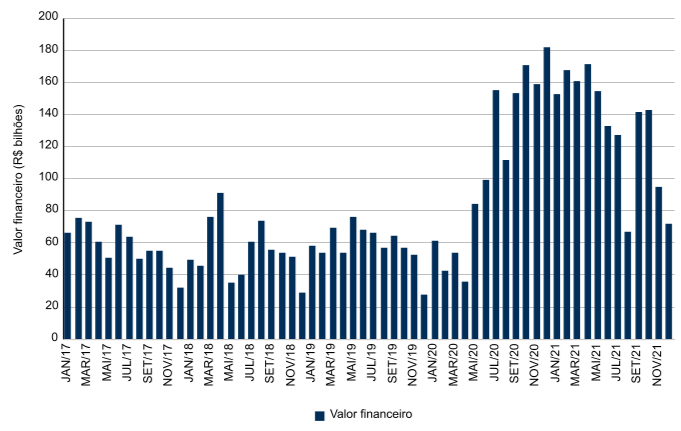 Valor financeiro (R$ bilhões)
200
180
160
140
120
100
80
60
40
20
0
JAN/17
MAR/17
MAI/17
JUL/17
SET/17
NOV/17
JAN/18
MAR/18
MAI/18
JUL/18
SET/18
NOV/18
JAN/19
MAR/19
MAI/19
JUL/19
SET/19
NOV/19
JAN/20
MAR/20
MAI/20
JUL/20
SET/20
NOV/20
JAN/21
MAR/21
MAI/21
JUL/21
SET/21
NOV/21
Valor financeiro